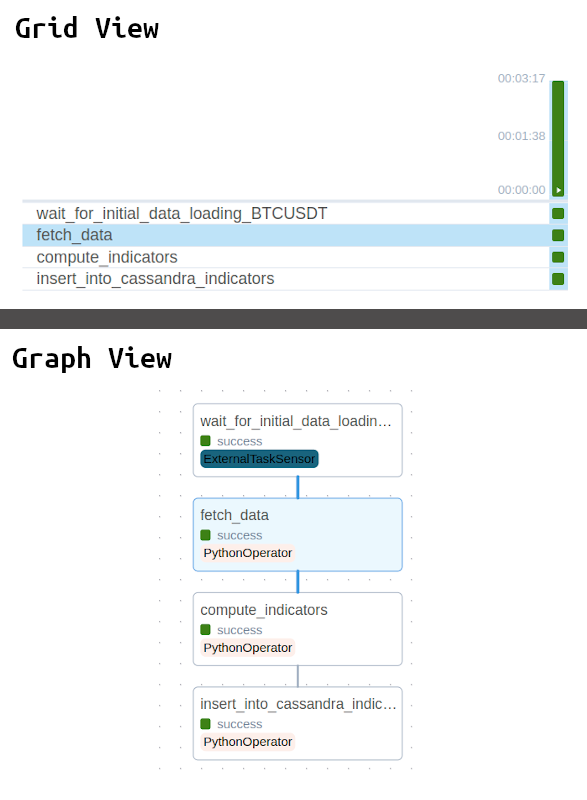 Grid View
00:03:17
00:01:38
00:00:00
wait_for_initial_data_loading_BTCUSDT
fetch_data
compute_indicators
insert_into_cassandra_indicators
Graph View
wait_for_initial_data_loadin...
success
ExternalTaskSensor
fetch_data
success
PythonOperator
compute_indicators
success
PythonOperator
insert_into_cassandra_indic...
success
PythonOperator